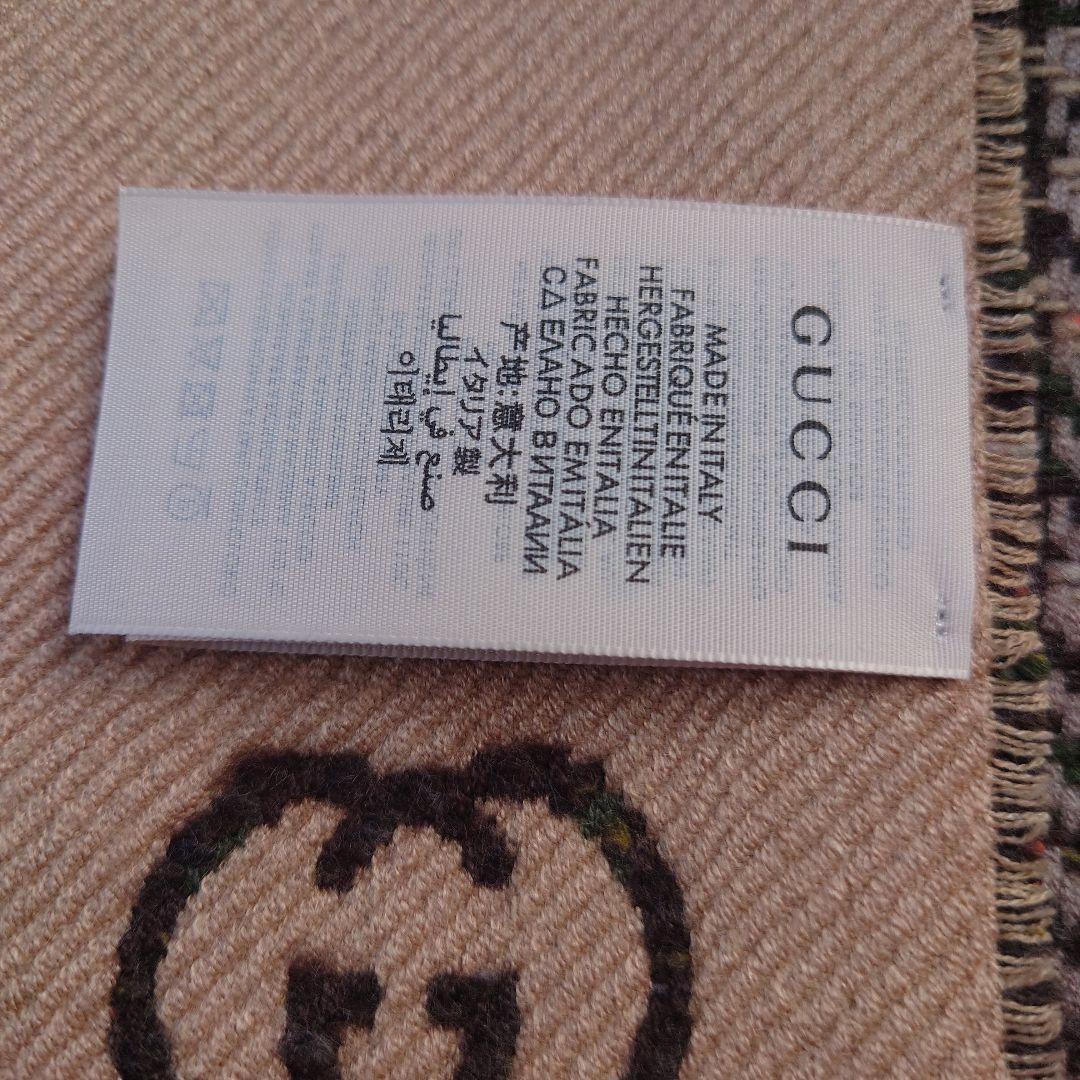 GUCCI
MADE IN ITALY
FABRIQUÉ EN ITALIE
HERGESTELLT IN ITALIEN
HECHO EN ITALIA
FABRICADO EM ITÁLIA
СДЕЛАНО В ИТАЛИИ
产地：意大利
イタリア製
صنع في إيطاليا
이태리제